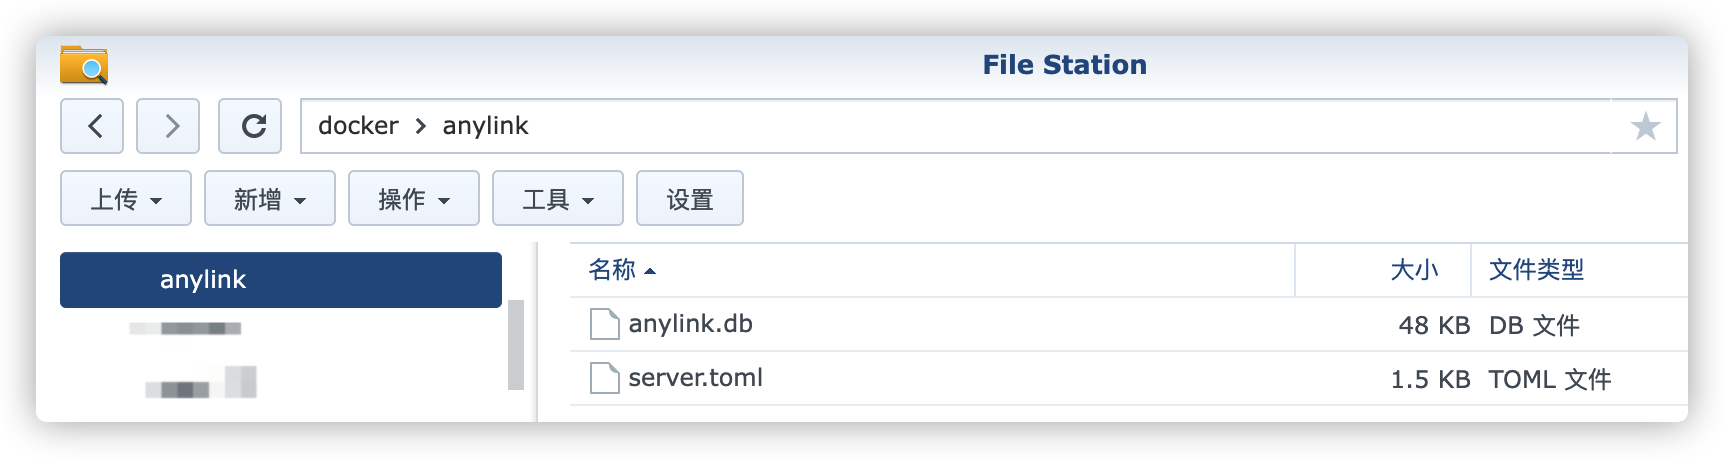 File Station
docker > anylink
上传 新增 操作 工具 设置
anylink
名称 大小 文件类型
anylink.db 48 KB DB 文件
server.toml 1.5 KB TOML 文件